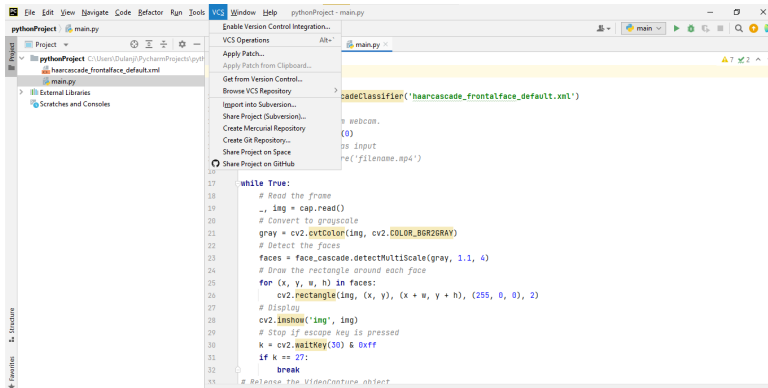 PC File Edit View Navigate Code Refactor Run Tools VCS Window Help pythonProject - main.py
pythonProject main.py
main
Project
Project
pythonProject C:\Users\Dulanji\PycharmProjects\pyth
haarcascade_frontalface_default.xml
main.py
External Libraries
Scratches and Consoles
Enable Version Control Integration...
VCS Operations Alt+`
Apply Patch...
Apply Patch from Clipboard...
Get from Version Control...
Browse VCS Repository
Import into Subversion...
Share Project (Subversion)...
Create Mercurial Repository
Create Git Repository...
Share Project on Space
Share Project on GitHub
main.py
7 2
cadeClassifier('haarcascade_frontalface_default.xml')
webcam.
(0)
as input
re('filename.mp4')
16
17 while True:
18 # Read the frame
19 _, img = cap.read()
20 # Convert to grayscale
21 gray = cv2.cvtColor(img, cv2.COLOR_BGR2GRAY)
22 # Detect the faces
23 faces = face_cascade.detectMultiScale(gray, 1.1, 4)
24 # Draw the rectangle around each face
25 for (x, y, w, h) in faces:
26 cv2.rectangle(img, (x, y), (x + w, y + h), (255, 0, 0), 2)
27 # Display
28 cv2.imshow('img', img)
29 # Stop if escape key is pressed
30 k = cv2.waitKey(30) & 0xff
31 if k == 27:
32 break
33 # Release the VideoCapture object
Structure
Favorites